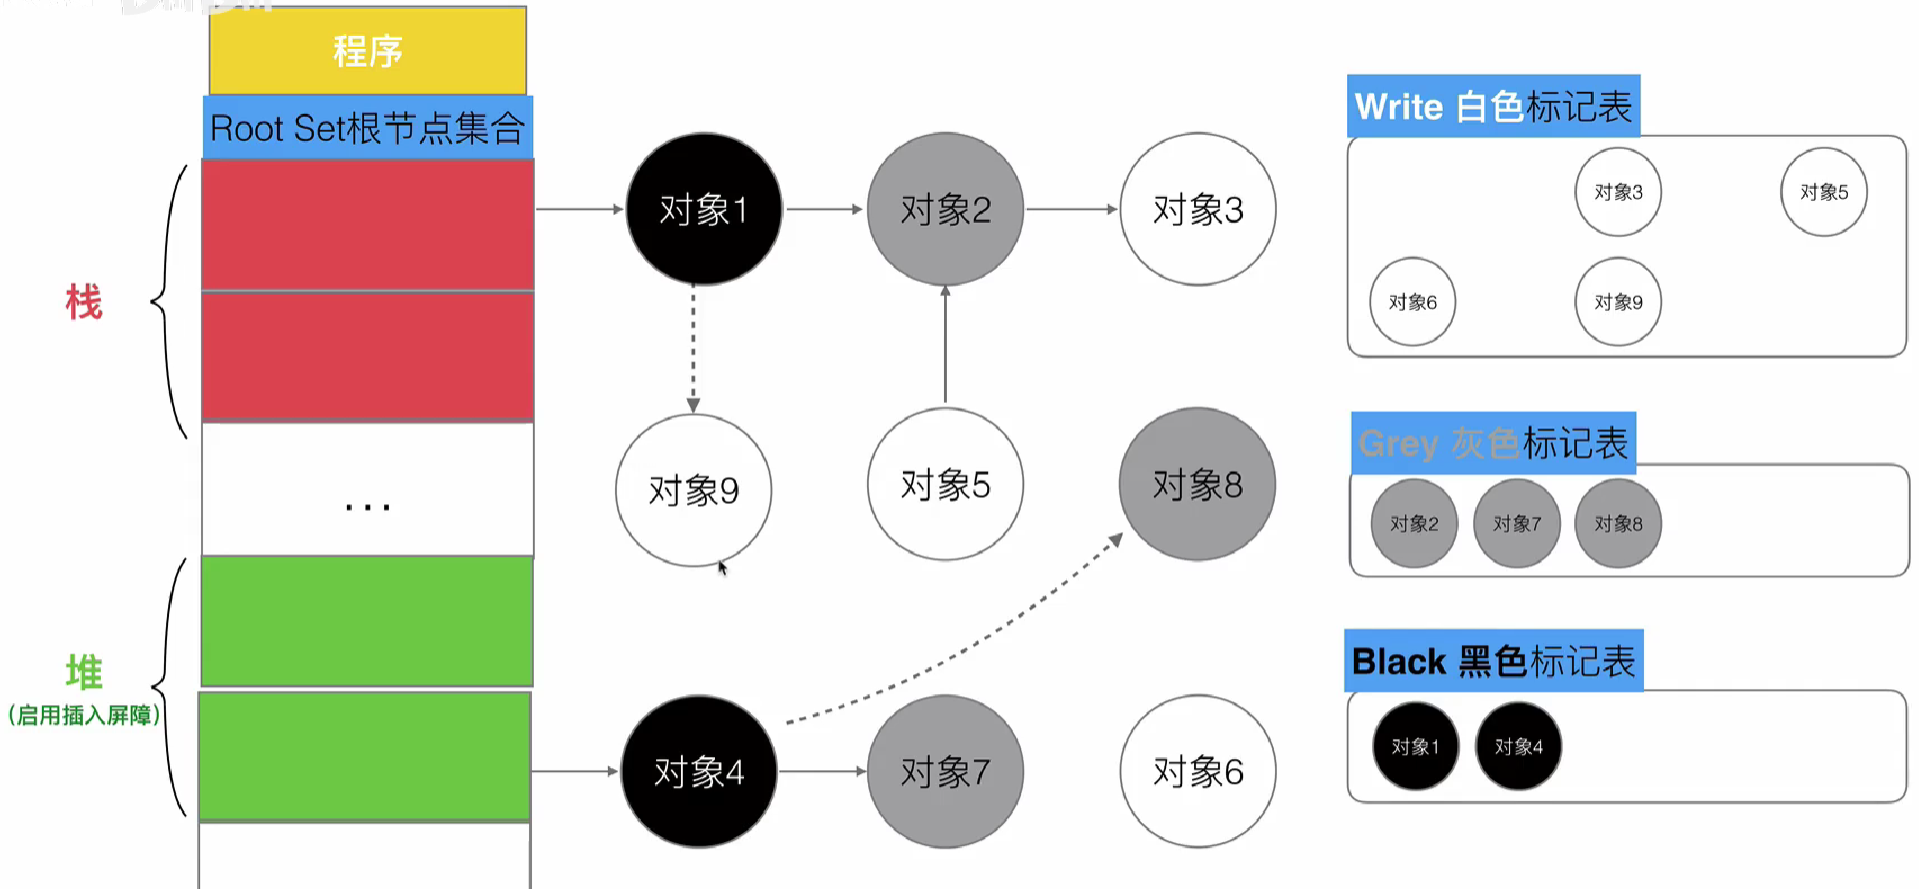 程序
Root Set根节点集合
栈
...
堆
（启用插入屏障）
对象1
对象2
对象3
对象9
对象5
对象8
对象4
对象7
对象6
Write 白色标记表
对象3
对象5
对象6
对象9
Grey 灰色标记表
对象2
对象7
对象8
Black 黑色标记表
对象1
对象4